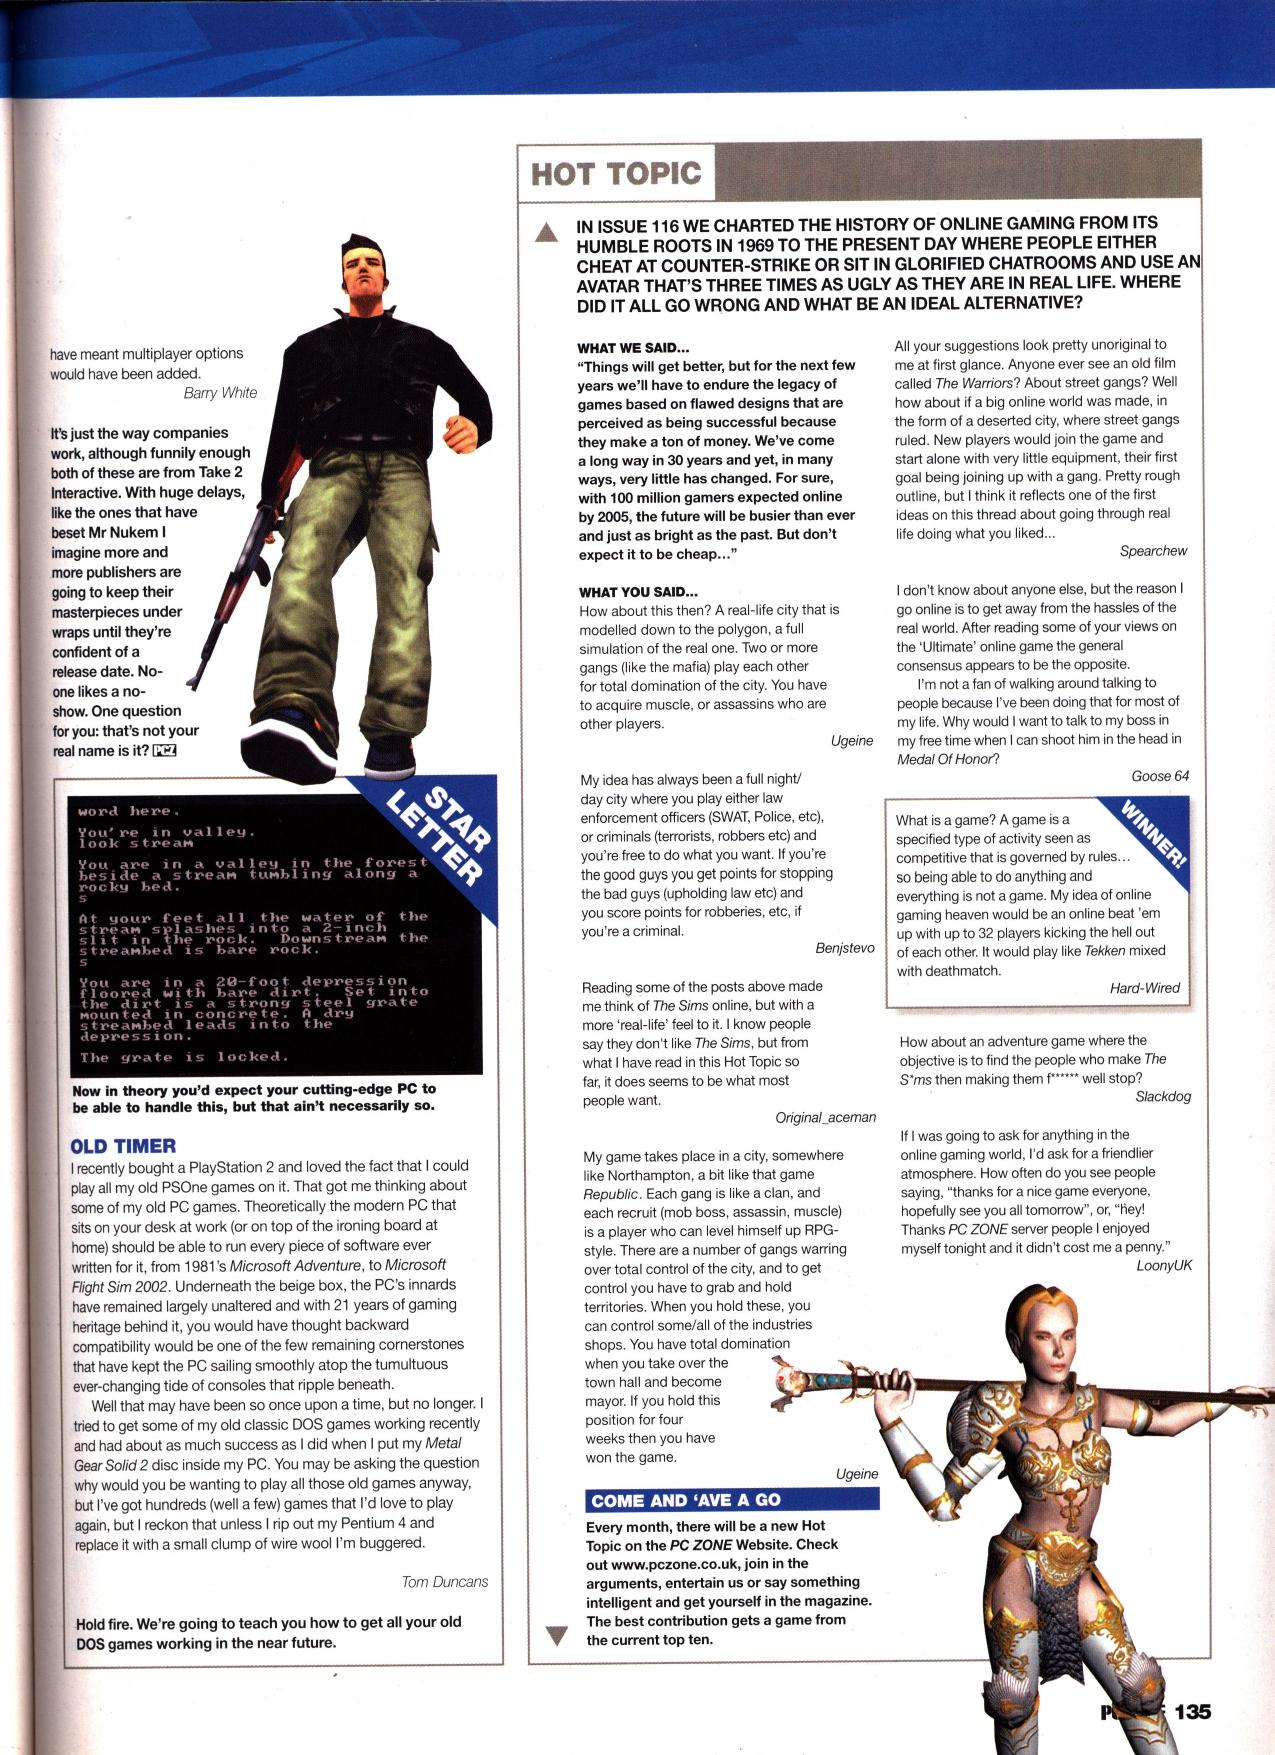 have meant multiplayer options
would have been added.
Barry White
It's just the way companies
work, although funnily enough
both of these are from Take 2
Interactive. With huge delays,
like the ones that have
beset Mr Nukem I
imagine more and
more publishers are
going to keep their
masterpieces under
wraps until they're
confident of a
release date. No-
one likes a no-
show. One question
for you: that's not your
real name is it? PCZ
STAR
LETTER
word here.
You're in valley.
look stream
You are in a valley in the forest
beside a stream tumbling along a
rocky bed.
s
At your feet all the water of the
stream splashes into a 2-inch
slit in the rock. Downstream the
streambed is bare rock.
s
You are in a 20-foot depression
floored with bare dirt. Set into
the dirt is a strong steel grate
mounted in concrete. A dry
streambed leads into the
depression.
The grate is locked.
Now in theory you'd expect your cutting-edge PC to
be able to handle this, but that ain't necessarily so.
OLD TIMER
I recently bought a PlayStation 2 and loved the fact that I could
play all my old PSOne games on it. That got me thinking about
some of my old PC games. Theoretically the modern PC that
sits on your desk at work (or on top of the ironing board at
home) should be able to run every piece of software ever
written for it, from 1981's Microsoft Adventure, to Microsoft
Flight Sim 2002. Underneath the beige box, the PC's innards
have remained largely unaltered and with 21 years of gaming
heritage behind it, you would have thought backward
compatibility would be one of the few remaining cornerstones
that have kept the PC sailing smoothly atop the tumultuous
ever-changing tide of consoles that ripple beneath.
Well that may have been so once upon a time, but no longer. I
tried to get some of my old classic DOS games working recently
and had about as much success as I did when I put my Metal
Gear Solid 2 disc inside my PC. You may be asking the question
why would you be wanting to play all those old games anyway,
but I've got hundreds (well a few) games that I'd love to play
again, but I reckon that unless I rip out my Pentium 4 and
replace it with a small clump of wire wool I'm buggered.
Tom Duncans
Hold fire. We're going to teach you how to get all your old
DOS games working in the near future.
HOT TOPIC
IN ISSUE 116 WE CHARTED THE HISTORY OF ONLINE GAMING FROM ITS
HUMBLE ROOTS IN 1969 TO THE PRESENT DAY WHERE PEOPLE EITHER
CHEAT AT COUNTER-STRIKE OR SIT IN GLORIFIED CHATROOMS AND USE AN
AVATAR THAT'S THREE TIMES AS UGLY AS THEY ARE IN REAL LIFE. WHERE
DID IT ALL GO WRONG AND WHAT BE AN IDEAL ALTERNATIVE?
WHAT WE SAID...
"Things will get better, but for the next few
years we'll have to endure the legacy of
games based on flawed designs that are
perceived as being successful because
they make a ton of money. We've come
a long way in 30 years and yet, in many
ways, very little has changed. For sure,
with 100 million gamers expected online
by 2005, the future will be busier than ever
and just as bright as the past. But don't
expect it to be cheap..."
WHAT YOU SAID...
How about this then? A real-life city that is
modelled down to the polygon, a full
simulation of the real one. Two or more
gangs (like the mafia) play each other
for total domination of the city. You have
to acquire muscle, or assassins who are
other players.
Ugeine
My idea has always been a full night/
day city where you play either law
enforcement officers (SWAT, Police, etc),
or criminals (terrorists, robbers etc) and
you're free to do what you want. If you're
the good guys you get points for stopping
the bad guys (upholding law etc) and
you score points for robberies, etc, if
you're a criminal.
Benjstevo
Reading some of the posts above made
me think of The Sims online, but with a
more 'real-life' feel to it. I know people
say they don't like The Sims, but from
what I have read in this Hot Topic so
far, it does seems to be what most
people want.
Original_aceman
My game takes place in a city, somewhere
like Northampton, a bit like that game
Republic. Each gang is like a clan, and
each recruit (mob boss, assassin, muscle)
is a player who can level himself up RPG-
style. There are a number of gangs warring
over total control of the city, and to get
control you have to grab and hold
territories. When you hold these, you
can control some/all of the industries
shops. You have total domination
when you take over the
town hall and become
mayor. If you hold this
position for four
weeks then you have
won the game.
Ugeine
COME AND 'AVE A GO
Every month, there will be a new Hot
Topic on the PC ZONE Website. Check
out www.pczone.co.uk, join in the
arguments, entertain us or say something
intelligent and get yourself in the magazine.
The best contribution gets a game from
the current top ten.
All your suggestions look pretty unoriginal to
me at first glance. Anyone ever see an old film
called The Warriors? About street gangs? Well
how about if a big online world was made, in
the form of a deserted city, where street gangs
ruled. New players would join the game and
start alone with very little equipment, their first
goal being joining up with a gang. Pretty rough
outline, but I think it reflects one of the first
ideas on this thread about going through real
life doing what you liked...
Spearchew
I don't know about anyone else, but the reason I
go online is to get away from the hassles of the
real world. After reading some of your views on
the 'Ultimate' online game the general
consensus appears to be the opposite.
I'm not a fan of walking around talking to
people because I've been doing that for most of
my life. Why would I want to talk to my boss in
my free time when I can shoot him in the head in
Medal Of Honor?
Goose 64
WINNER!
What is a game? A game is a
specified type of activity seen as
competitive that is governed by rules...
so being able to do anything and
everything is not a game. My idea of online
gaming heaven would be an online beat 'em
up with up to 32 players kicking the hell out
of each other. It would play like Tekken mixed
with deathmatch.
Hard-Wired
How about an adventure game where the
objective is to find the people who make The
S*ms then making them f****** well stop?
Slackdog
If I was going to ask for anything in the
online gaming world, I'd ask for a friendlier
atmosphere. How often do you see people
saying, "thanks for a nice game everyone,
hopefully see you all tomorrow", or, "hey!
Thanks PC ZONE server people I enjoyed
myself tonight and it didn't cost me a penny."
LoonyUK
135